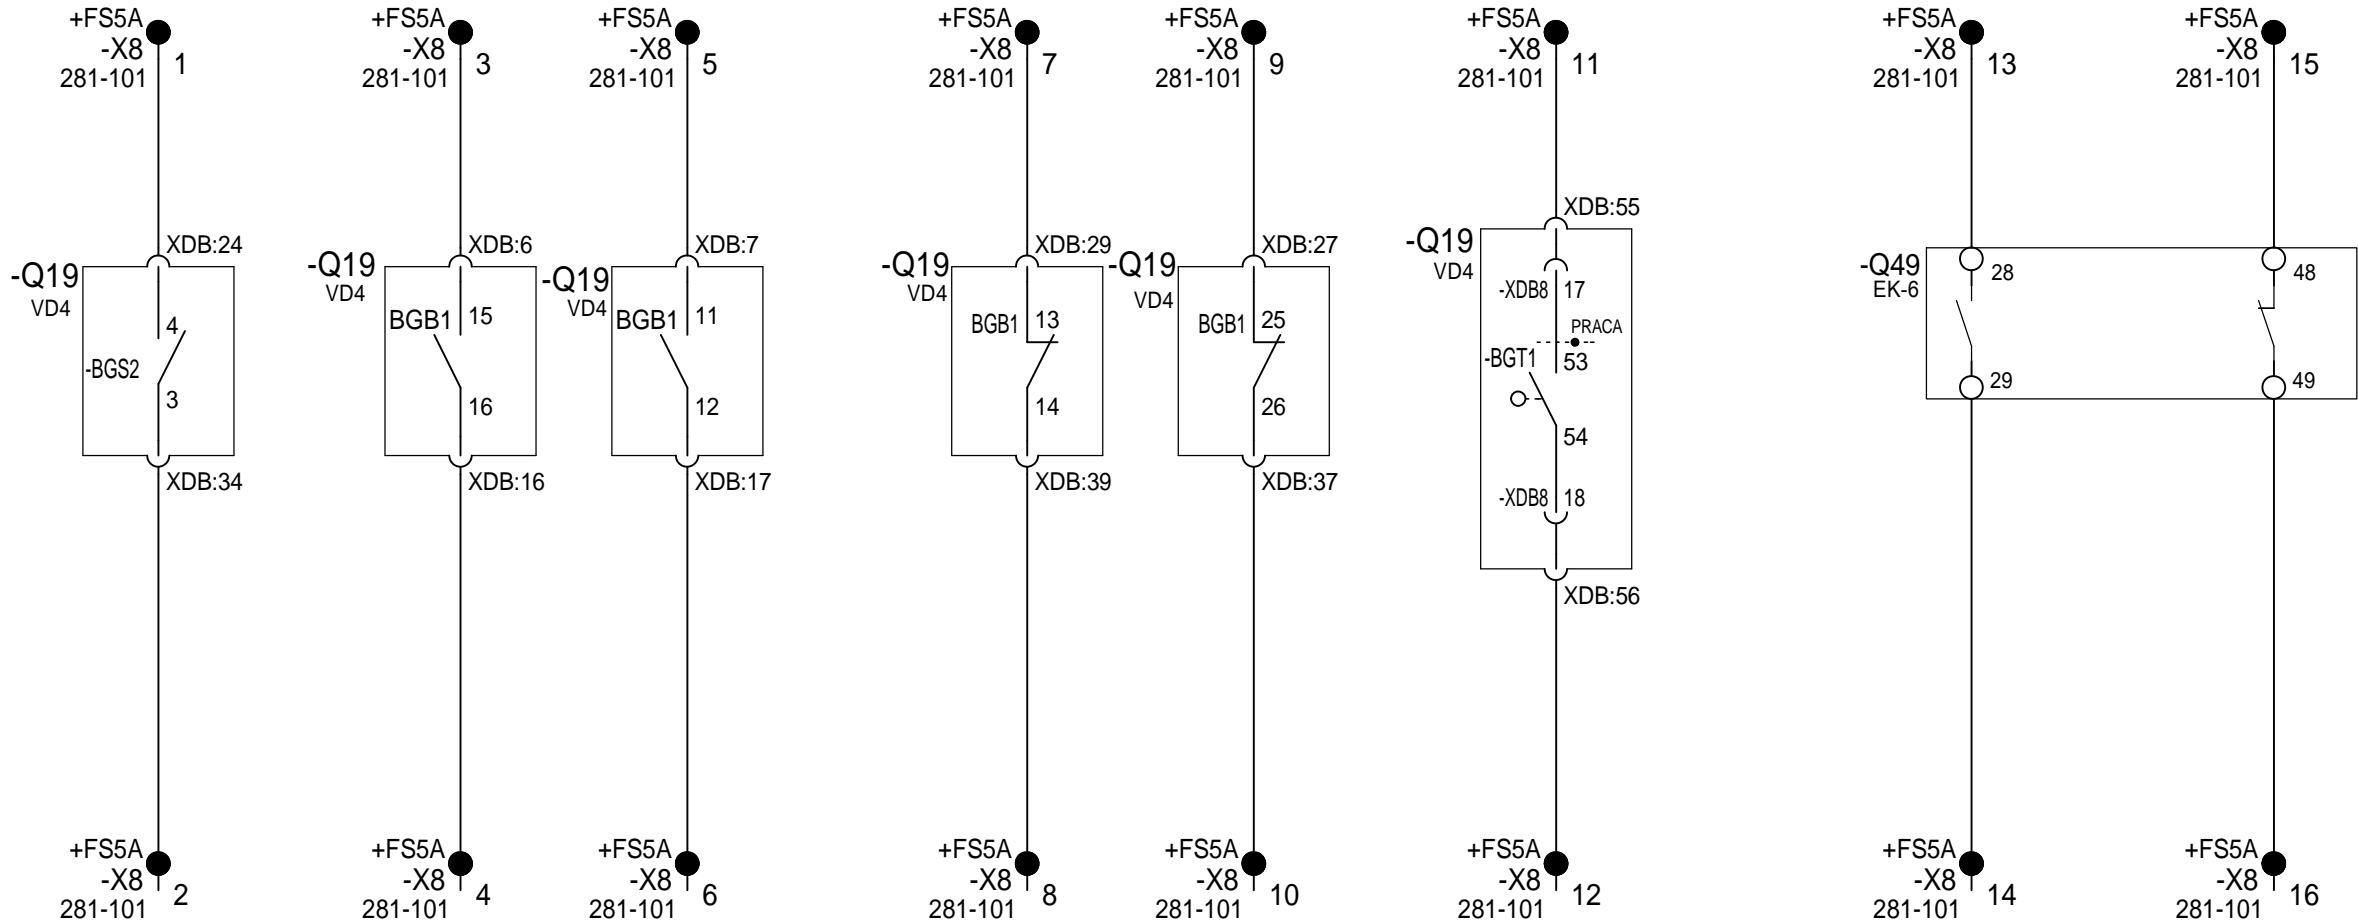 +FS5A
-X8
281-101
1
+FS5A
-X8
281-101
3
+FS5A
-X8
281-101
5
+FS5A
-X8
281-101
7
+FS5A
-X8
281-101
9
+FS5A
-X8
281-101
11
+FS5A
-X8
281-101
13
+FS5A
-X8
281-101
15
XDB:24
-Q19
VD4
4
-BGS2
3
XDB:34
XDB:6
-Q19
VD4
BGB1
15
16
XDB:16
XDB:7
-Q19
VD4
BGB1
11
12
XDB:17
XDB:29
-Q19
VD4
BGB1
13
14
XDB:39
XDB:27
-Q19
VD4
BGB1
25
26
XDB:37
XDB:55
-Q19
VD4
-XDB8
17
PRACA
-BGT1
53
54
-XDB8
18
XDB:56
-Q49
EK-6
28
29
48
49
+FS5A
-X8
281-101
2
+FS5A
-X8
281-101
4
+FS5A
-X8
281-101
6
+FS5A
-X8
281-101
8
+FS5A
-X8
281-101
10
+FS5A
-X8
281-101
12
+FS5A
-X8
281-101
14
+FS5A
-X8
281-101
16